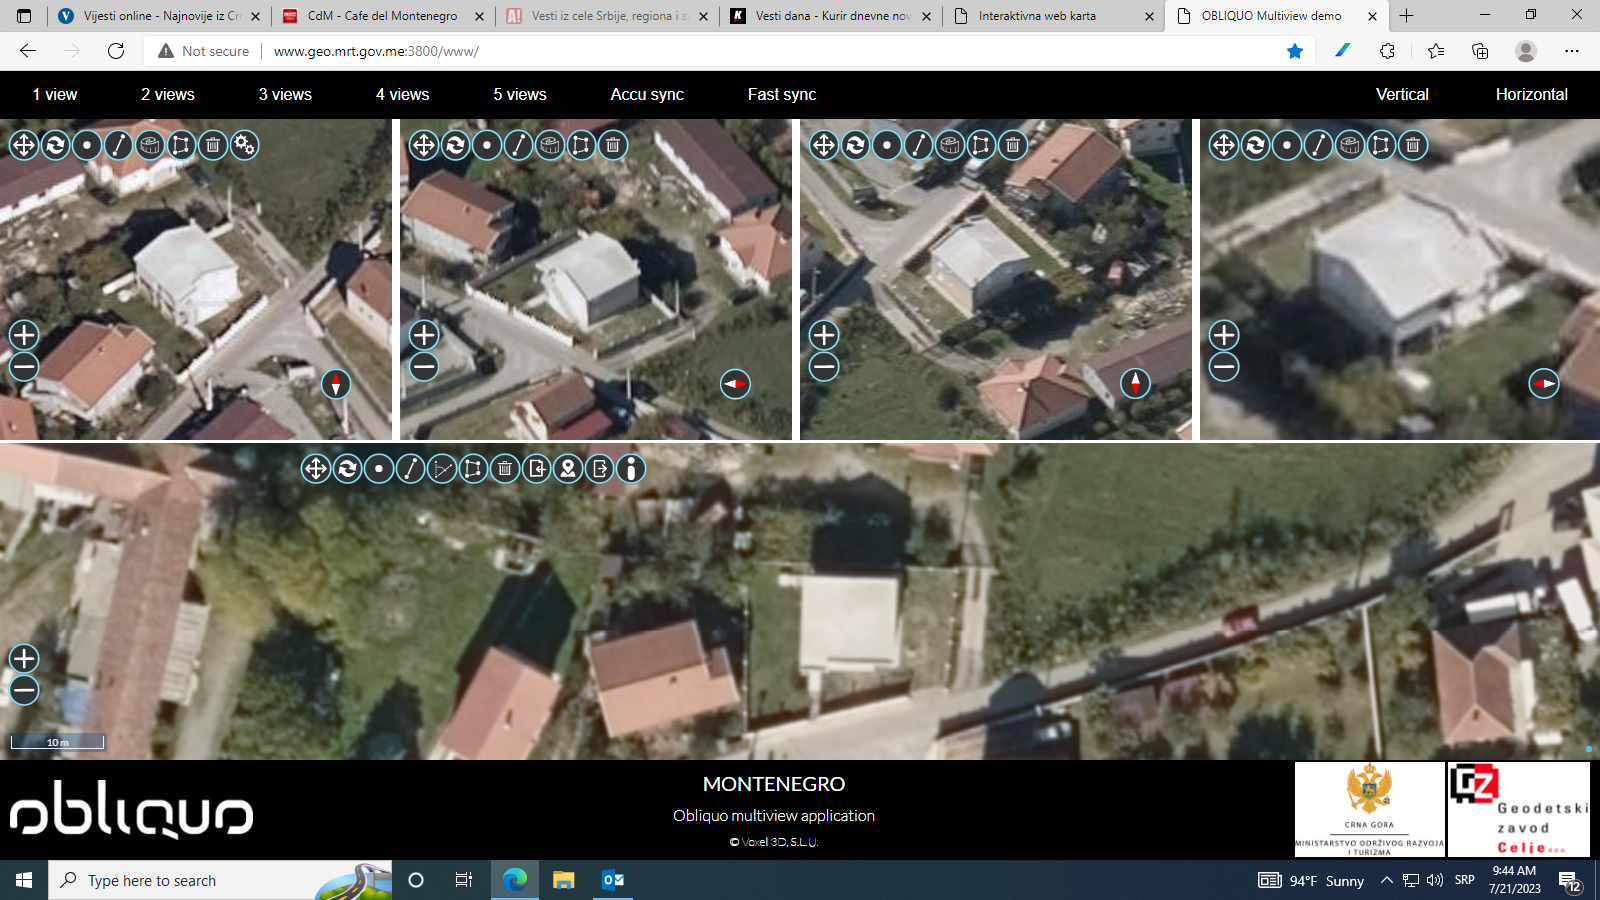 Vijesti online - Najnovije iz Cr
CdM - Cafe del Montenegro
Vesti iz cele Srbije, regiona i sv
Vesti dana - Kurir dnevne nov
Interaktivna web karta
OBLIQUO Multiview demo
Not secure
www.geo.mrt.gov.me:3800/www/
1 view 2 views 3 views 4 views 5 views Accu sync Fast sync Vertical Horizontal
10 m
obliquo
MONTENEGRO
Obliquo multiview application
© Voxel 3D, S.L.U.
CRNA GORA
MINISTARSTVO ODRŽIVOG RAZVOJA
I TURIZMA
GZ
Geodetski
zavod
Celje d.o.o.
Type here to search
94°F Sunny
SRP
9:44 AM
7/21/2023
12